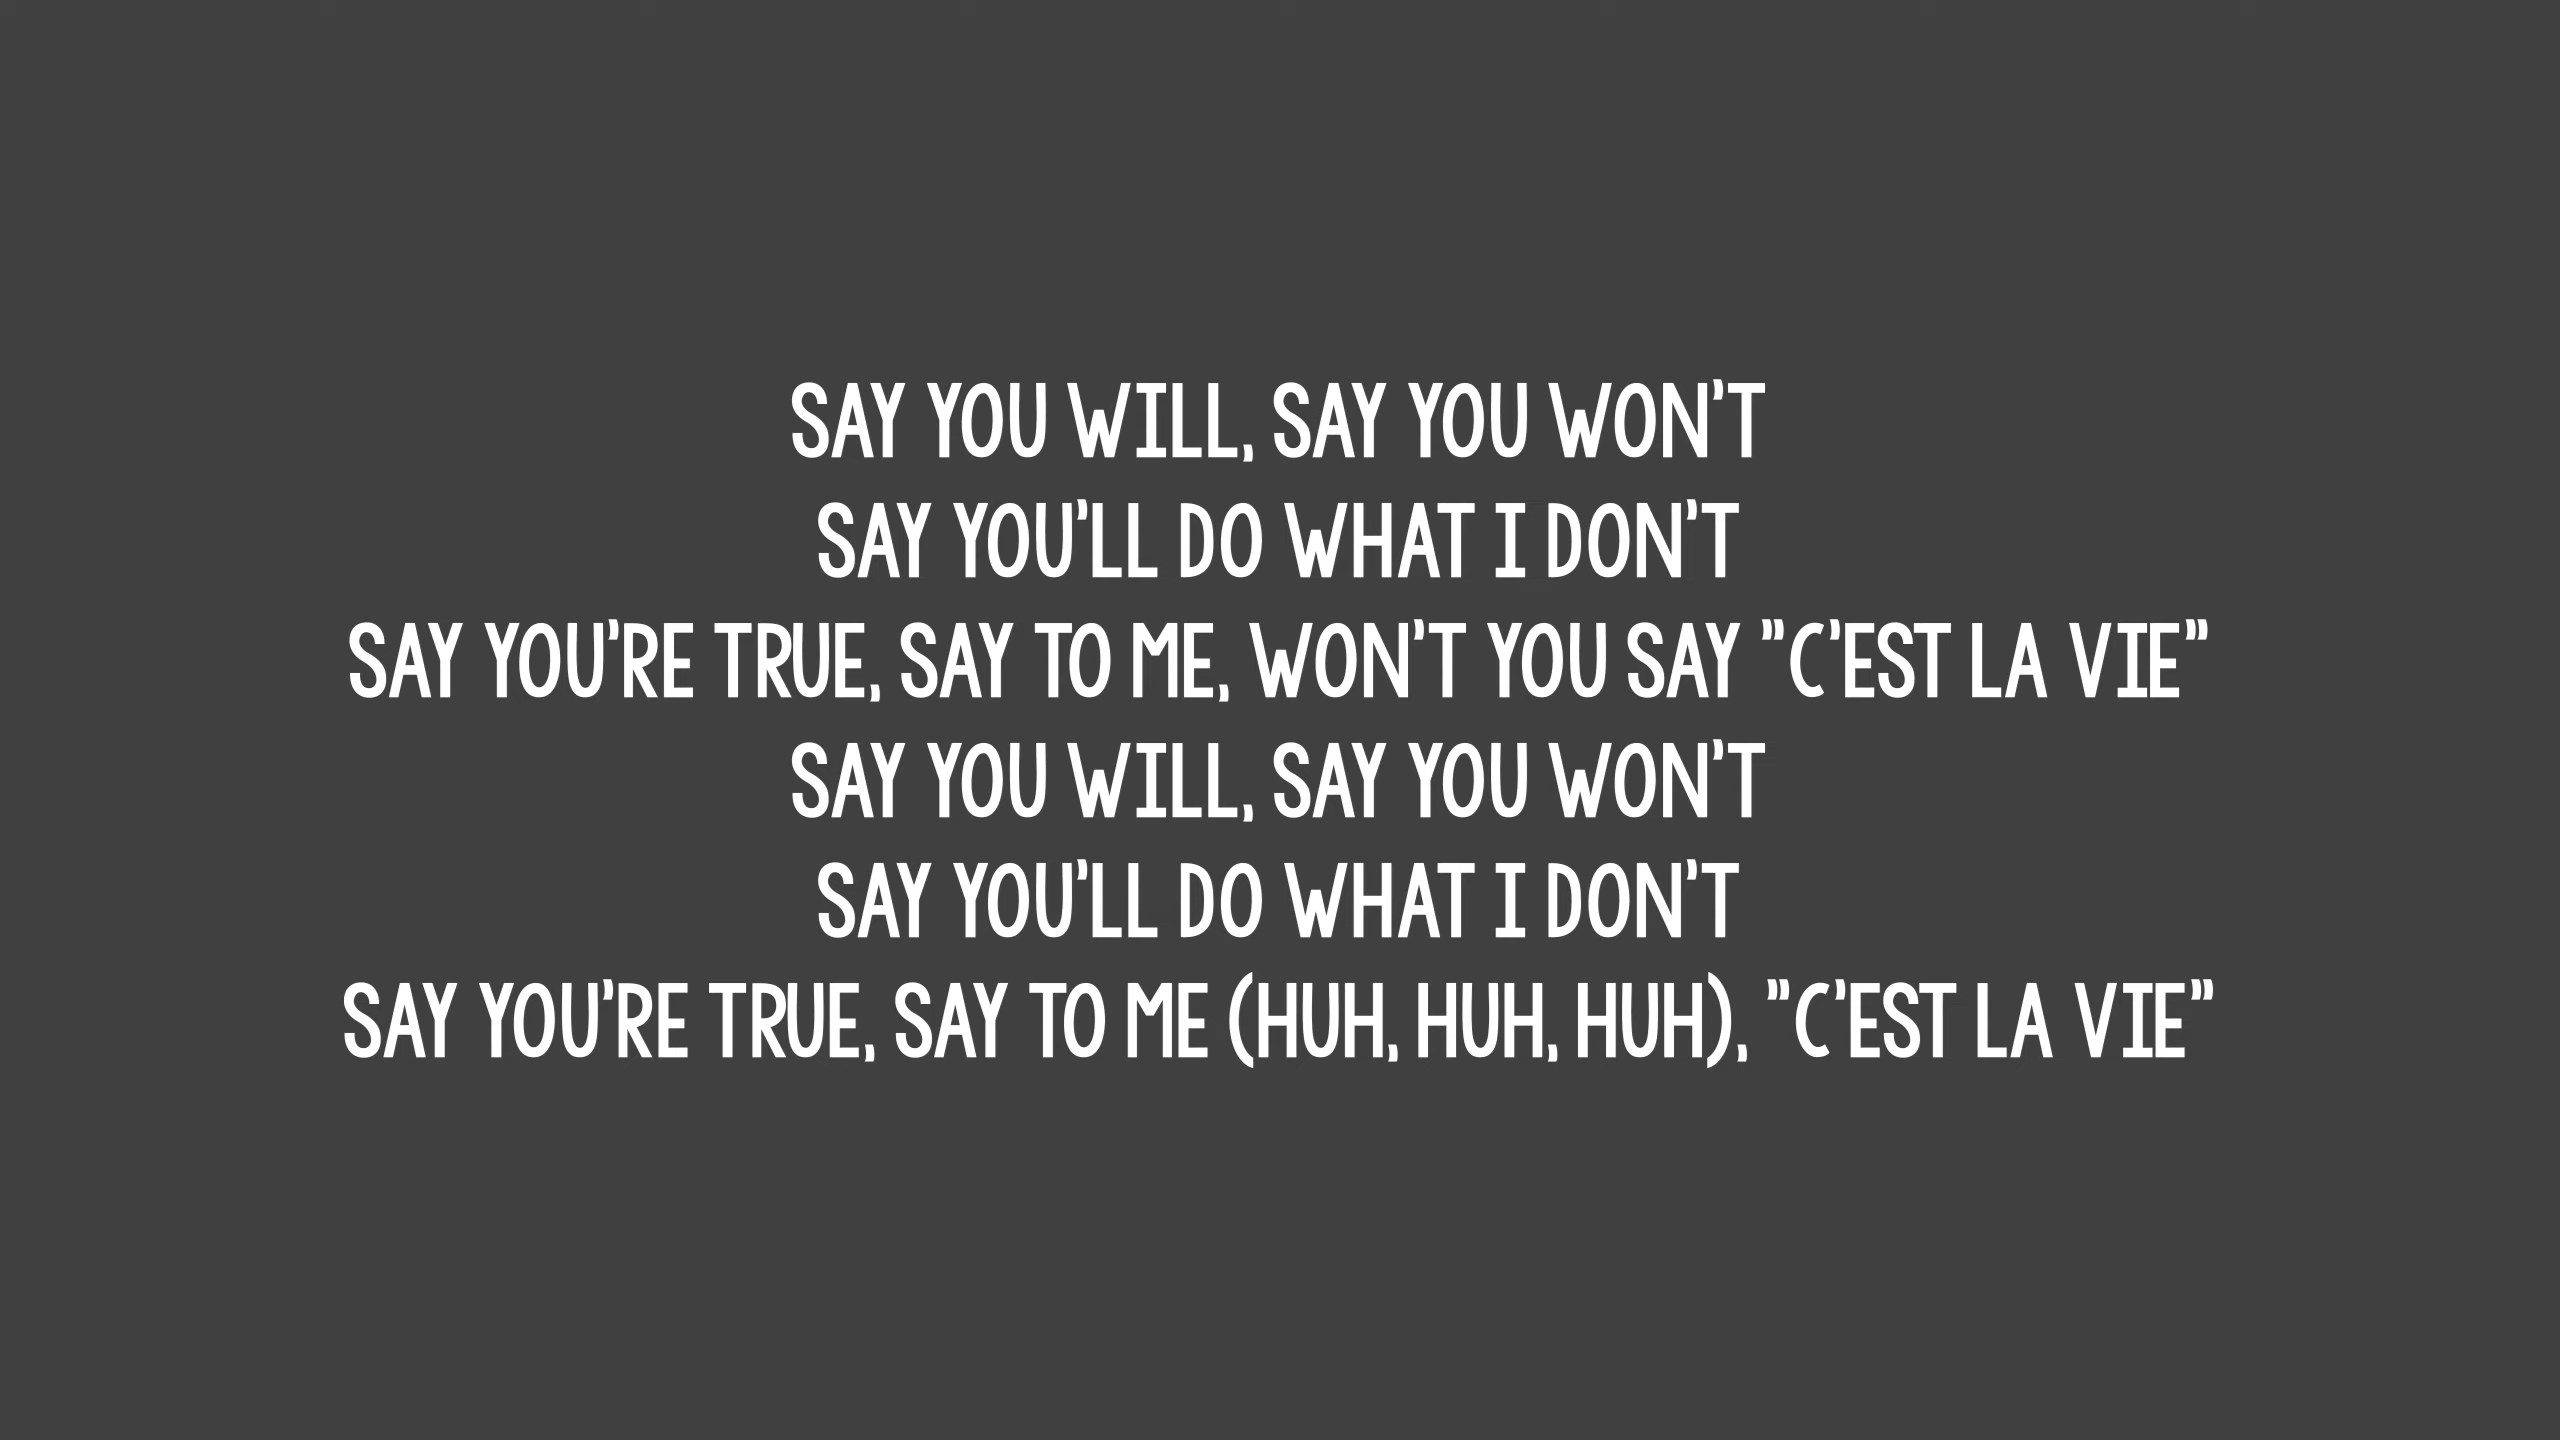 SAY YOU WILL, SAY YOU WON'T
SAY YOU'LL DO WHAT I DON'T
SAY YOU'RE TRUE, SAY TO ME, WON'T YOU SAY "C'EST LA VIE"
SAY YOU WILL, SAY YOU WON'T
SAY YOU'LL DO WHAT I DON'T
SAY YOU'RE TRUE, SAY TO ME (HUH, HUH, HUH), "C'EST LA VIE"